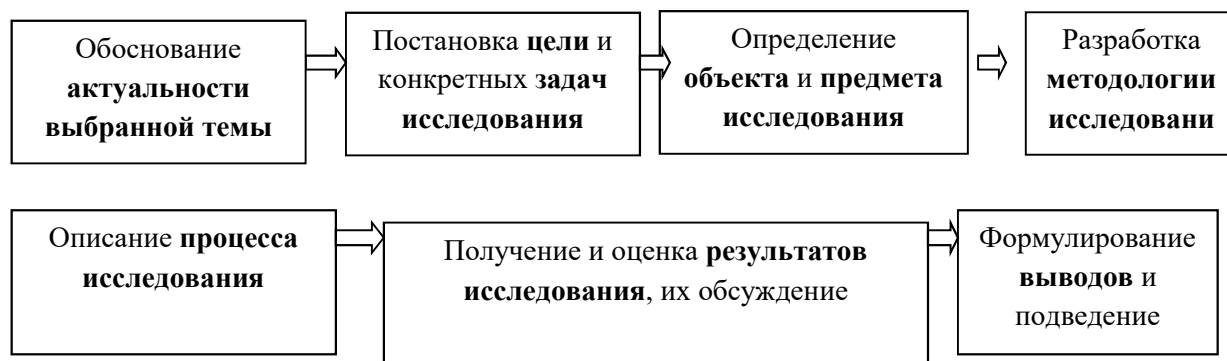 Обоснование
актуальности
выбранной темы
Постановка цели и
конкретных задач
исследования
Определение
объекта и предмета
исследования
Разработка
методологии
исследовани
Описание процесса
исследования
Получение и оценка результатов
исследования, их обсуждение
Формулирование
выводов и
подведение